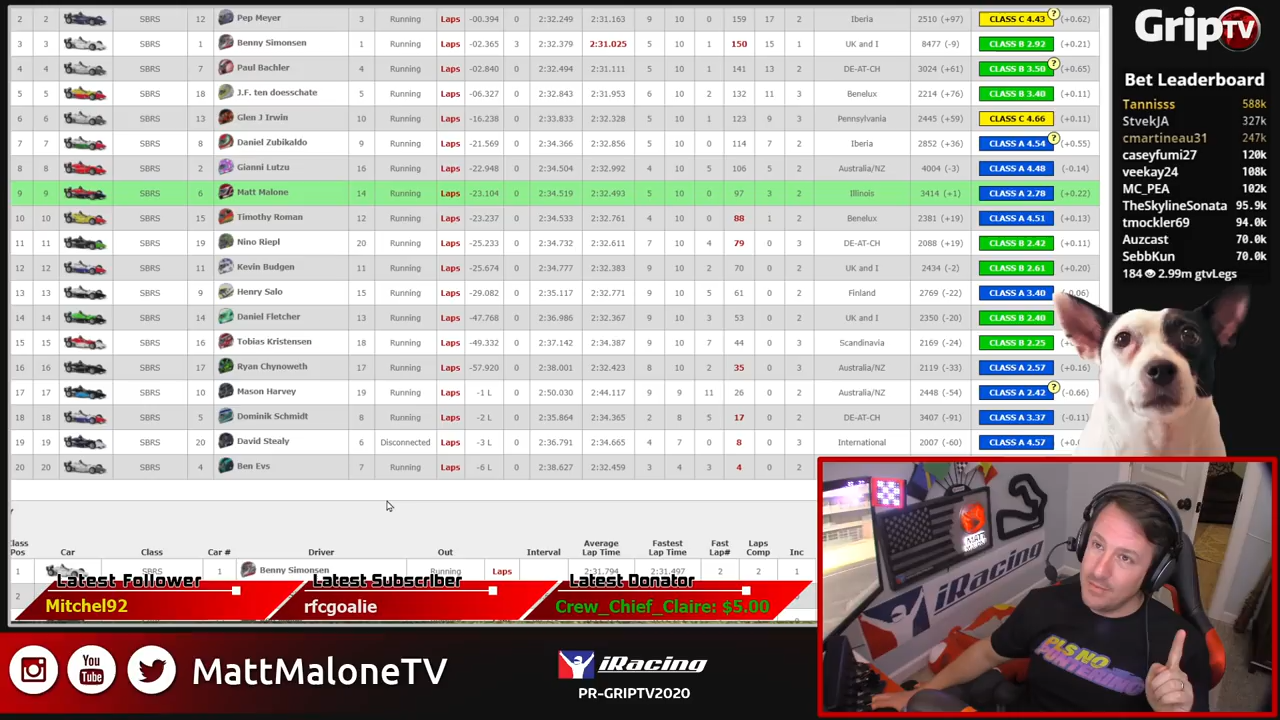 2 2 SBRS 12 Pep Meyer 3 Running Laps -00.394 0 2:32.249 2:31.163 9 10 0 159 17 2 Iberia 2510 (+97) CLASS C 4.43 ? (+0.62)
3 3 SBRS 1 Benny Simonsen Running Laps -02.365 3 2:32.379 2:31.025 5 10 1 150 15 1 UK and I 8477 (-9) CLASS B 2.92 (+0.21)
4 4 SBRS 7 Paul Bachler 4 Running Laps -02.840 0 2:32.494 2:31.111 5 10 1 141 13 2 DE-AT-CH 3024 (+61) CLASS B 3.50 ? (+0.65)
5 5 SBRS 18 J.F. ten doesschate 5 Running Laps -06.327 0 2:32.843 2:31.953 6 10 2 132 11 2 Benelux 2214 (+76) CLASS B 3.40 (+0.11)
6 6 SBRS 13 Glen J Irwin 10 Running Laps -16.238 0 2:33.833 2:32.328 5 10 1 123 9 3 Pennsylvania 2445 (+59) CLASS C 4.66 (+0.11)
7 7 SBRS 8 Daniel Zubikaldo 9 Running Laps -21.569 0 2:34.366 2:32.856 5 10 0 114 7 2 Iberia 2852 (+36) CLASS A 4.54 ? (+0.55)
8 8 SBRS 2 Gianni Lutzu 16 Running Laps -22.948 0 2:34.504 2:32.992 4 10 5 106 5 2 Australia/NZ 4004 (-3) CLASS A 4.48 (-0.14)
9 9 SBRS 6 Matt Malone 14 Running Laps -23.104 0 2:34.519 2:32.493 5 10 0 97 3 2 Illinois 3414 (+1) CLASS A 2.78 (+0.22)
10 10 SBRS 15 Timothy Roman 12 Running Laps -23.237 0 2:34.533 2:32.761 4 10 0 88 1 2 Benelux 2381 (+19) CLASS A 4.51 (+0.13)
11 11 SBRS 19 Nino Riepl 20 Running Laps -25.233 0 2:34.732 2:32.611 7 10 4 79 0 3 DE-AT-CH 2088 (+19) CLASS B 2.42 (+0.11)
12 12 SBRS 11 Kevin Budgen 11 Running Laps -25.674 0 2:34.777 2:32.383 9 10 2 70 0 2 UK and I 2434 (-2) CLASS B 2.61 (+0.20)
13 13 SBRS 9 Henry Salo 15 Running Laps -29.082 0 2:35.117 2:32.771 9 10 5 61 0 2 Finland 2769 (-22) CLASS A 3.40 -0.06)
14 14 SBRS 14 Daniel Fletcher 13 Running Laps -47.768 0 2:36.986 2:32.367 9 10 3 53 0 2 UK and I 2350 (-20) CLASS B 2.40
15 15 SBRS 16 Tobias Kristensen 18 Running Laps -49.332 0 2:37.142 2:34.387 9 10 7 44 0 3 Scandinavia 2169 (-24) CLASS B 2.25
16 16 SBRS 17 Ryan Chynoweth 17 Running Laps -57.920 0 2:38.001 2:32.423 8 10 2 35 0 3 Australia/NZ 2119 (-33) CLASS A 2.57 (+0.16)
17 17 SBRS 10 Mason Harvey 19 Running Laps -1 L 0 2:50.030 2:44.117 9 9 11 26 0 2 Australia/NZ 2448 (-54) CLASS A 2.42 ? (-0.66)
18 18 SBRS 5 Dominik Schmidt 8 Running Laps -2 L 0 2:35.864 2:34.365 2 8 5 17 0 2 DE-AT-CH 3407 (-91) CLASS A 3.37 (-0.11)
19 19 SBRS 20 David Stealy 6 Disconnected Laps -3 L 0 2:36.791 2:34.665 4 7 0 8 0 2 International 2007 (-60) CLASS A 4.57
20 20 SBRS 4 Ben Evs 7 Running Laps -6 L 0 2:38.627 2:32.459 3 4 3 4 0 2
Class Pos Car Class Car # Driver Out Interval Average Lap Time Fastest Lap Time Fast Lap# Laps Comp Inc
1 1 Benny Simonsen Running Laps 2:31.794 2:31.497 2 2 1
2
Latest Follower
Mitchel92
Latest Subscriber
rfcgoalie
Latest Donator
Crew_Chief_Claire: $5.00
MattMaloneTV
You Tube
iRacing
PR-GRIPTV2020
GripTV
Bet Leaderboard
Tannisss 588k
StvekJA 327k
cmartineau31 247k
caseyfumi27 120k
veekay24 108k
MC_PEA 102k
TheSkylineSonata 95.9k
tmockler69 94.0k
Auzcast 70.0k
SebbKun 70.0k
184 2.99m gtvLegs
iRacing
PLS NO